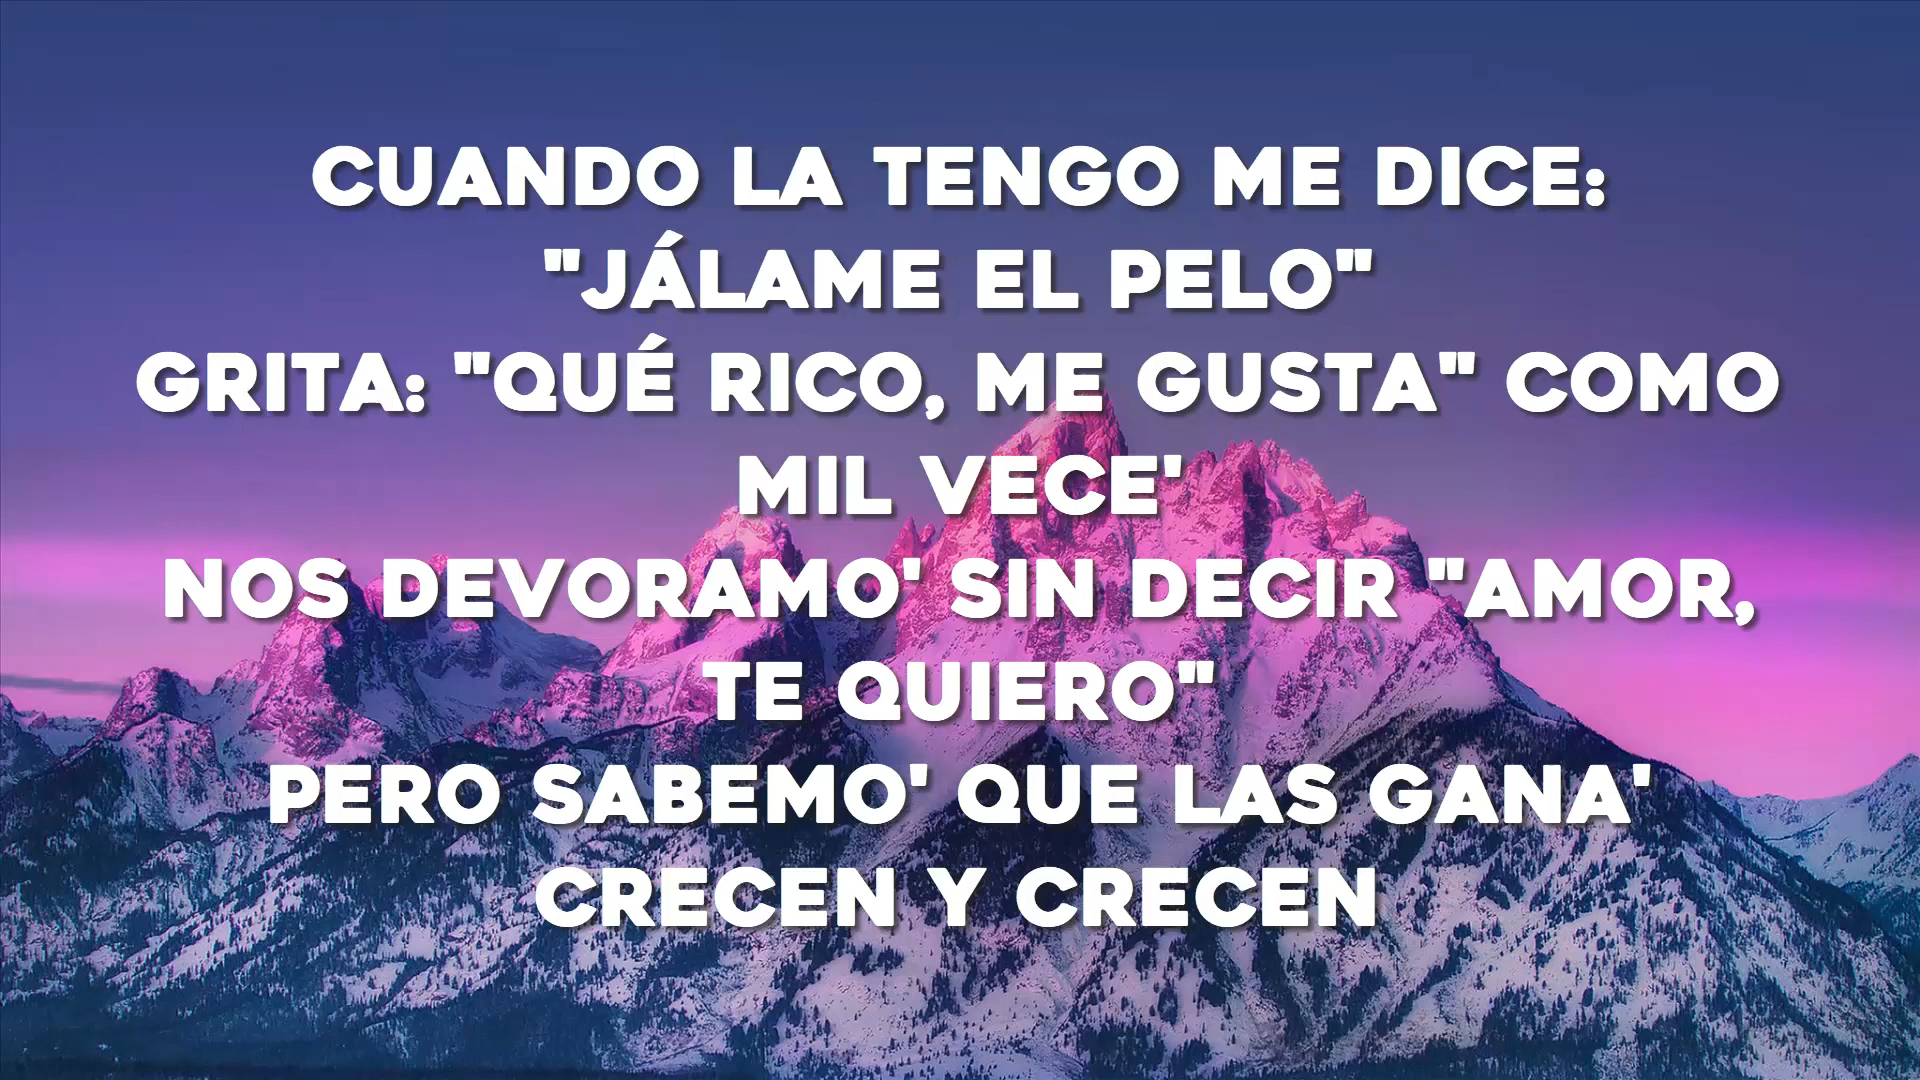 CUANDO LA TENGO ME DICE:
"JÁLAME EL PELO"
GRITA: "QUÉ RICO, ME GUSTA" COMO
MIL VECE'
NOS DEVORAMO' SIN DECIR "AMOR,
TE QUIERO"
PERO SABEMO' QUE LAS GANA'
CRECEN Y CRECEN